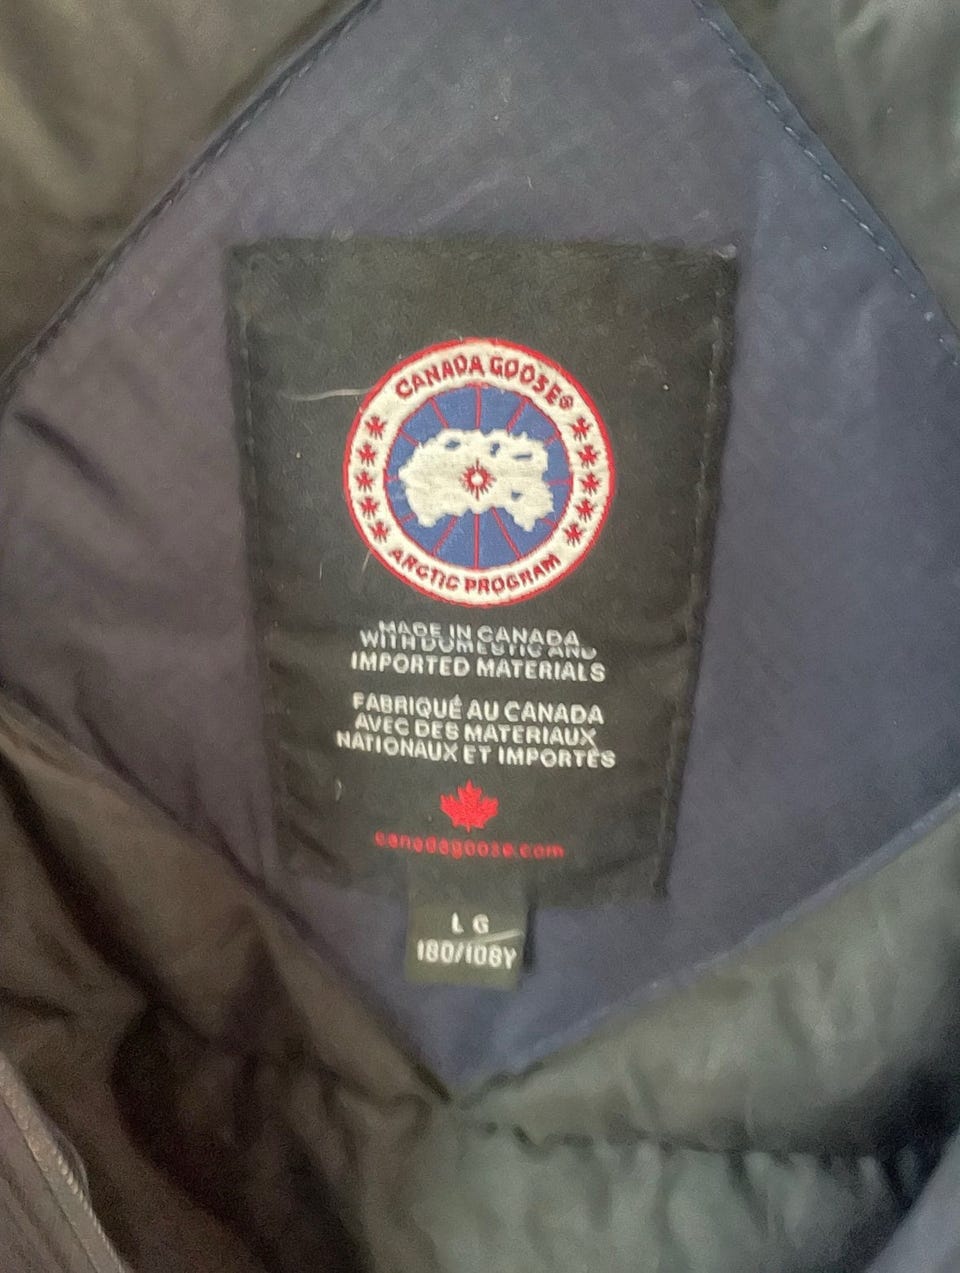 CANADA GOOSE®
ARCTIC PROGRAM
MADE IN CANADA
WITH DOMESTIC AND
IMPORTED MATERIALS
FABRIQUÉ AU CANADA
AVEC DES MATERIAUX
NATIONAUX ET IMPORTÉS
canadagoose.com
L G
180/108Y